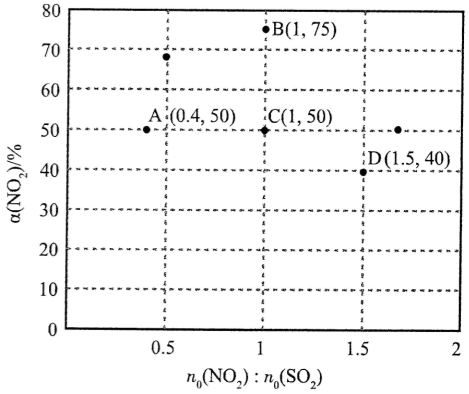 80
70
60
50
40
30
20
10
0
α(NO₂)/%
B(1, 75)
A (0.4, 50)
C(1, 50)
D(1.5, 40)
0.5
1
1.5
2
n₀(NO₂) : n₀(SO₂)